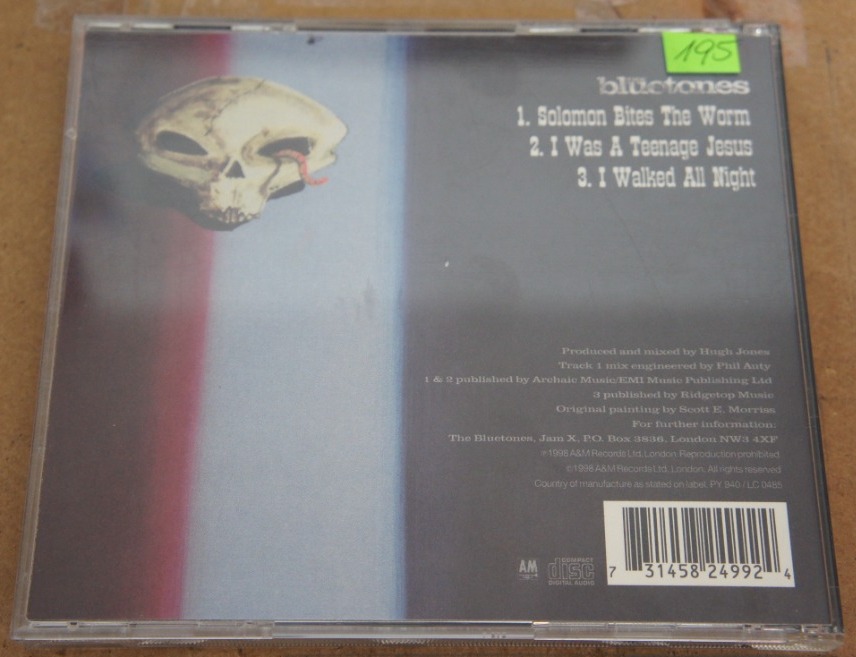 195
the
bluetones
1. Solomon Bites The Worm
2. I Was A Teenage Jesus
3. I Walked All Night
Produced and mixed by Hugh Jones
Track 1 mix engineered by Phil Auty
1 & 2 published by Archaic Music/EMI Music Publishing Ltd
3 published by Ridgetop Music
Original painting by Scott E. Morriss
For further information:
The Bluetones, Jam X, P.O. Box 3836, London NW3 4XF
℗1998 A&M Records Ltd, London. Reproduction prohibited
©1998 A&M Records Ltd, London, All rights reserved
Country of manufacture as stated on label. PY 940 / LC 0485
AM
COMPACT
disc
DIGITAL AUDIO
7 31458 24992 4